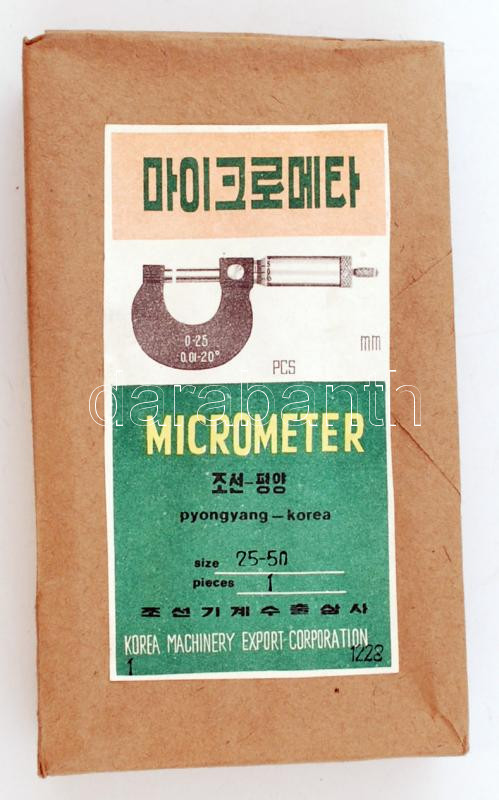 마이크로메타
0-25
0.01-20°
mm
PCS
darabanth
MICROMETER
조선-평양
pyongyang-korea
size 25-50
pieces 1
조선기계수출상사
KOREA MACHINERY EXPORT CORPORATION
1 1228